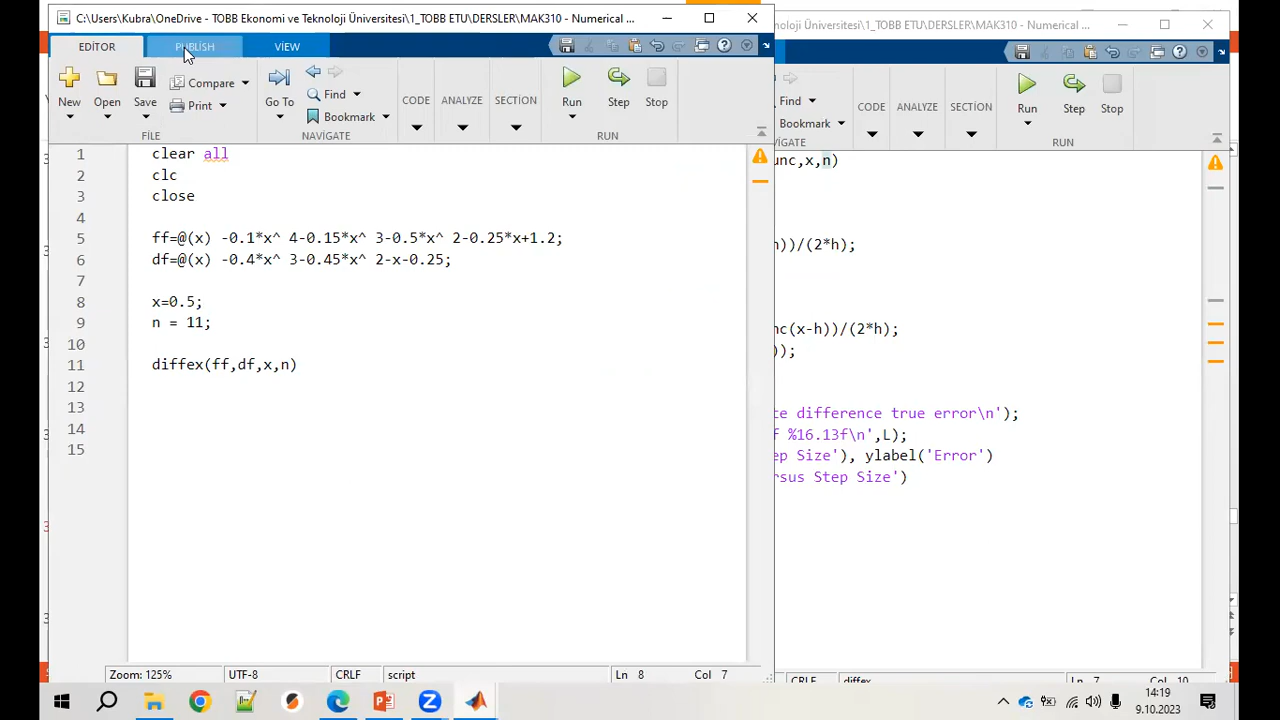 C:\Users\Kubra\OneDrive - TOBB Ekonomi ve Teknoloji Üniversitesi\1_TOBB ETU\DERSLER\MAK310 - Numerical ...
noloji Üniversitesi\1_TOBB ETU\DERSLER\MAK310 - Numerical ...
EDITOR
PUBLISH
VIEW
New
Open
Save
Compare
Print
FILE
Go To
Find
Bookmark
NAVIGATE
CODE
ANALYZE
SECTION
Run
Step
Stop
RUN
Find
Bookmark
VIGATE
CODE
ANALYZE
SECTION
Run
Step
Stop
RUN
1 clear all
2 clc
3 close
4
5 ff=@(x) -0.1*x^ 4-0.15*x^ 3-0.5*x^ 2-0.25*x+1.2;
6 df=@(x) -0.4*x^ 3-0.45*x^ 2-x-0.25;
7
8 x=0.5;
9 n = 11;
10
11 diffex(ff,df,x,n)
12
13
14
15
unc,x,n)
h))/(2*h);
nc(x-h))/(2*h);
));
te difference true error\n');
f %16.13f\n',L);
ep Size'), ylabel('Error')
rsus Step Size')
Zoom: 125%
UTF-8
CRLF
script
Ln 8
Col 7
CRLF
diffex
Ln 7
Col 10
14:19
9.10.2023